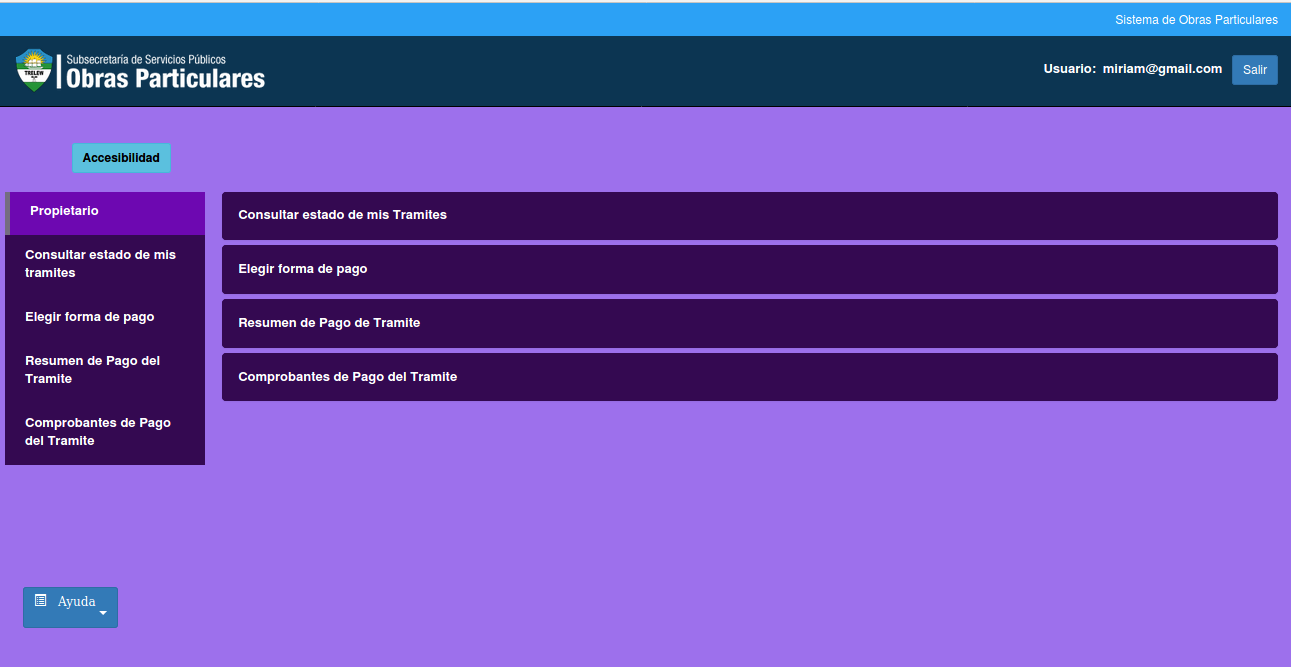 Sistema de Obras Particulares
TRELEW
Subsecretaría de Servicios Públicos
Obras Particulares
Usuario: miriam@gmail.com
Salir
Accesibilidad
Propietario
Consultar estado de mis
tramites
Elegir forma de pago
Resumen de Pago del
Tramite
Comprobantes de Pago
del Tramite
Consultar estado de mis Tramites
Elegir forma de pago
Resumen de Pago de Tramite
Comprobantes de Pago del Tramite
Ayuda